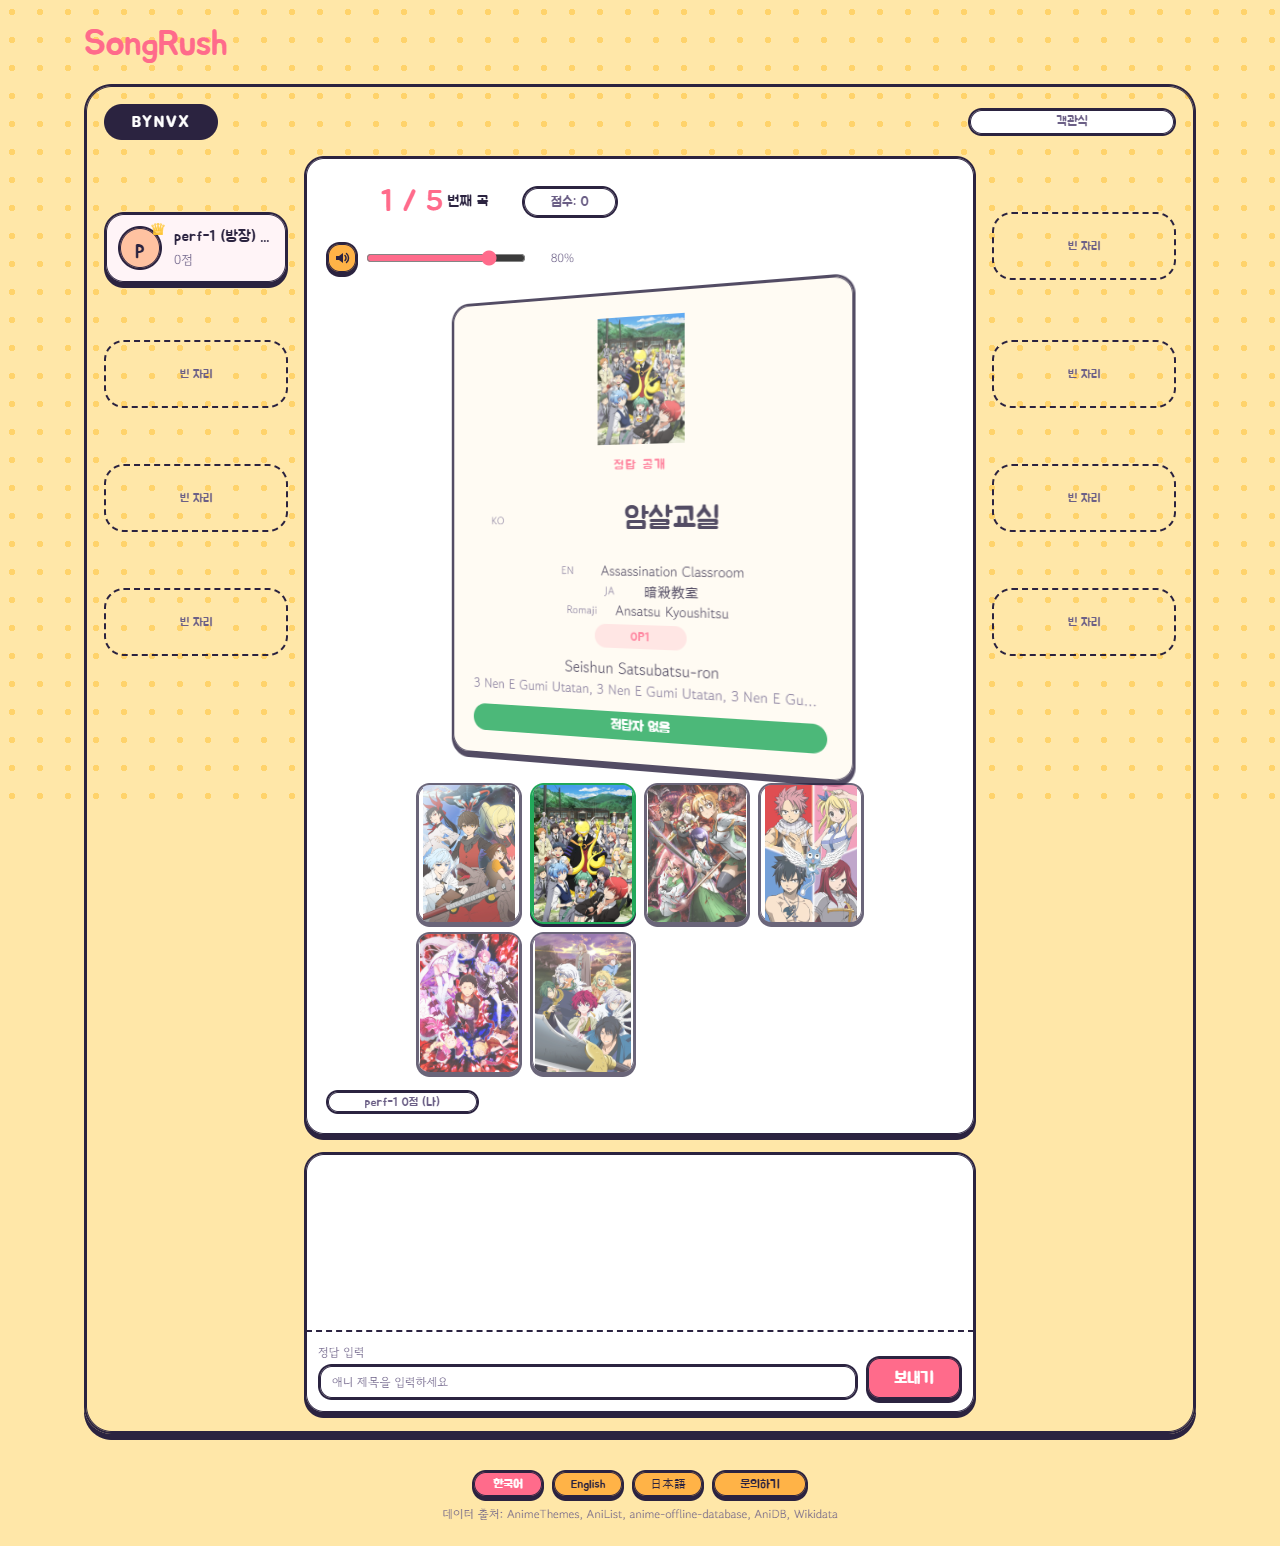 SongRush
BYNVX
객관식
1 / 5 번째 곡
점수: 0
P
perf-1 (방장) ...
0점
80%
빈 자리
빈 자리
빈 자리
빈 자리
빈 자리
빈 자리
빈 자리
정답 공개
KO 암살교실
EN Assassination Classroom
JA 暗殺教室
Romaji Ansatsu Kyoushitsu
OP1
Seishun Satsubatsu-ron
3 Nen E Gumi Utatan, 3 Nen E Gumi Utatan, 3 Nen E Gu...
정답자 없음
perf-1 0점 (나)
정답 입력
애니 제목을 입력하세요
보내기
한국어 English 日本語 문의하기
데이터 출처: AnimeThemes, AniList, anime-offline-database, AniDB, Wikidata